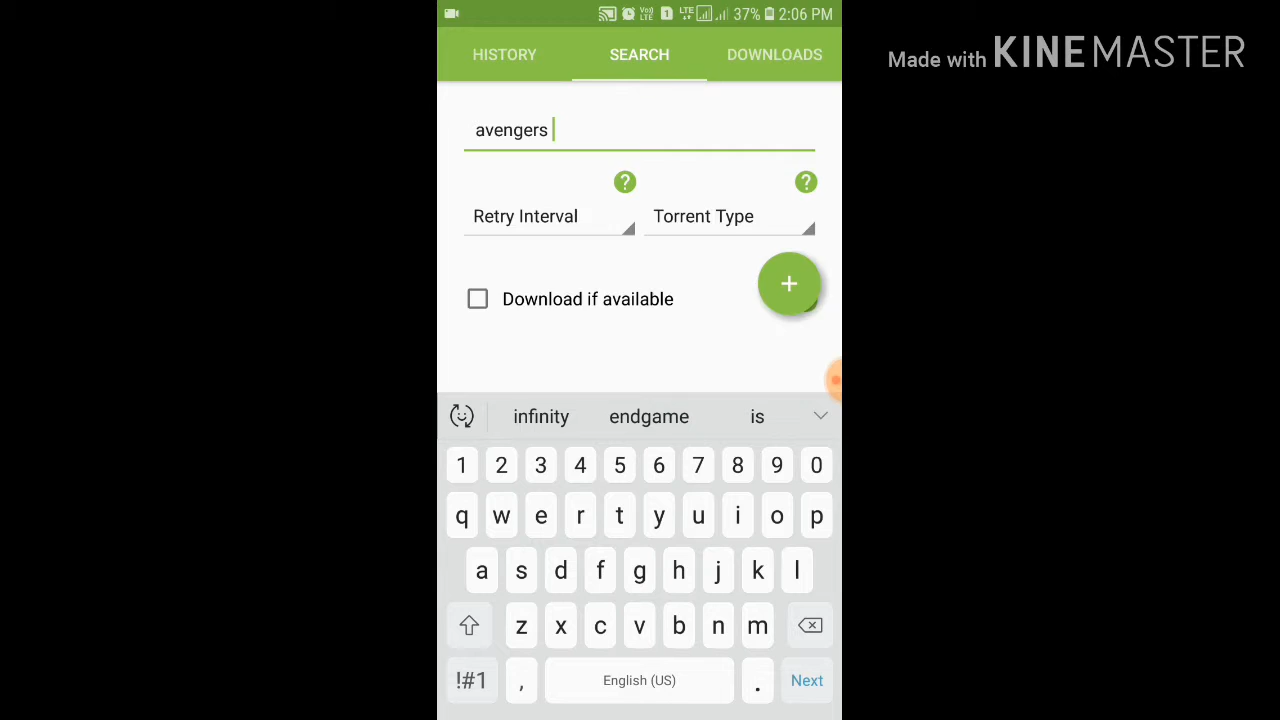 37% 2:06 PM
Made with KINEMASTER
HISTORY SEARCH DOWNLOADS
avengers
? ?
Retry Interval Torrent Type
+
Download if available
infinity endgame is
1 2 3 4 5 6 7 8 9 0
q w e r t y u i o p
a s d f g h j k l
z x c v b n m
!#1 , English (US) . Next